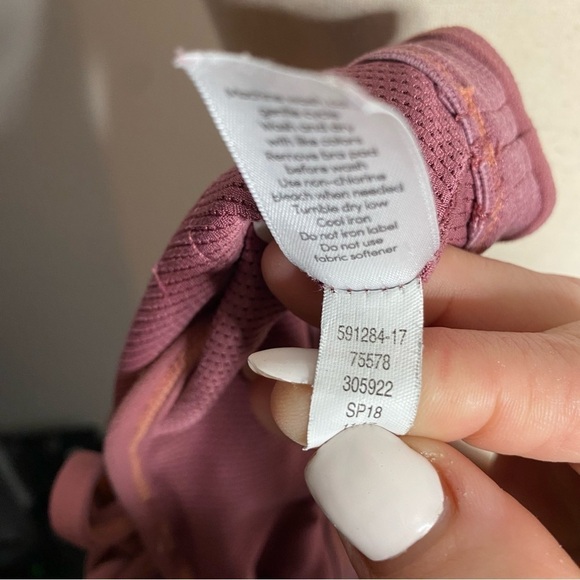 Machine wash cold
gentle cycle
Wash and dry
with like colors
Remove bra pad
before wash
Use non-chlorine
bleach when needed
Tumble dry low
Cool iron
Do not iron label
Do not use
fabric softener
591284-17
75578
305922
SP18